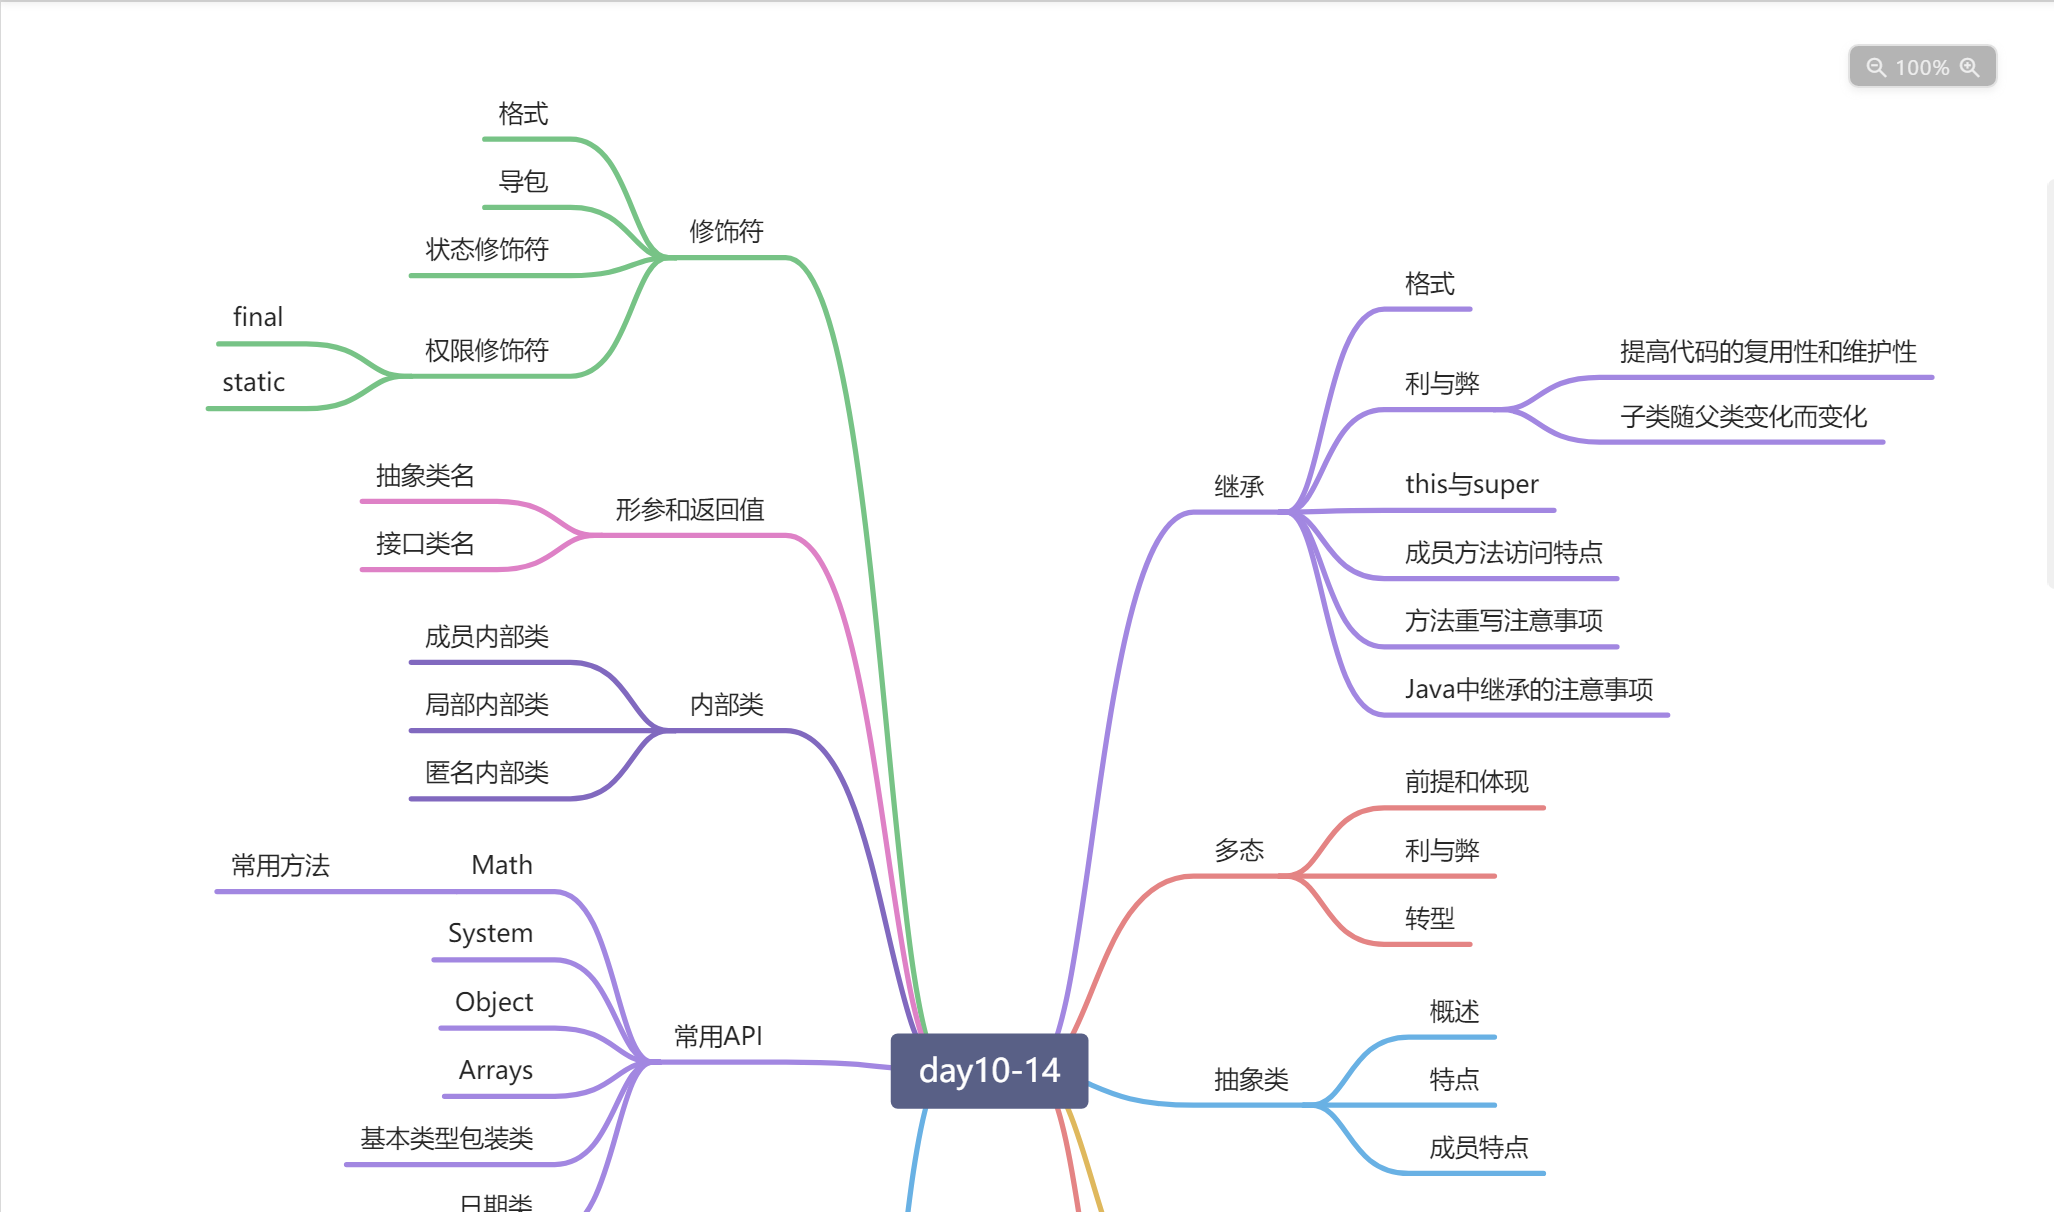 100%
格式
导包
状态修饰符
修饰符
final
static
权限修饰符
抽象类名
接口类名
形参和返回值
成员内部类
局部内部类
匿名内部类
内部类
常用方法
Math
System
Object
Arrays
基本类型包装类
日期类
常用API
day10-14
继承
格式
利与弊
提高代码的复用性和维护性
子类随父类变化而变化
this与super
成员方法访问特点
方法重写注意事项
Java中继承的注意事项
多态
前提和体现
利与弊
转型
抽象类
概述
特点
成员特点